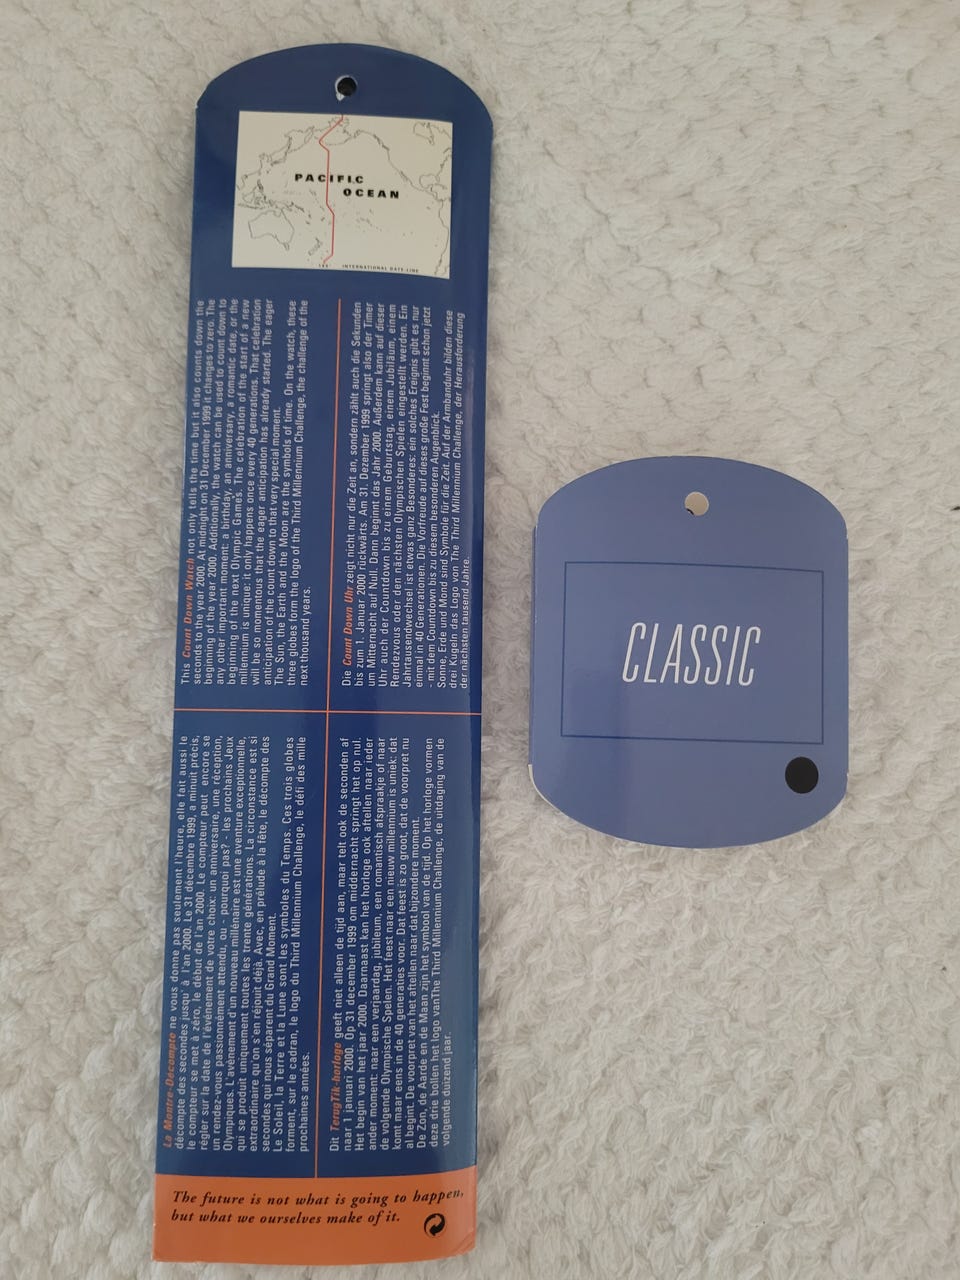 PACIFIC
OCEAN
180°
INTERNATIONAL DATE LINE
This Count Down Watch not only tells the time but it also counts down the
seconds to the year 2000. At midnight on 31 December 1999 it changes to zero. The
beginning of the year 2000. Additionally, the watch can be used to count down to
any other important moment: a birthday, an anniversary, a romantic date, or the
beginning of the next Olympic Games. The celebration of the start of a new
millennium is unique: it only happens once every 40 generations. That celebration
will be so momentous that the eager anticipation has already started. The eager
anticipation of the count down to that very special moment.
The Sun, the Earth and the Moon are the symbols of time. On the watch, these
three globes form the logo of the Third Millennium Challenge, the challenge of the
next thousand years.
Die Count Down Uhr zeigt nicht nur die Zeit an, sondern zählt auch die Sekunden
bis zum 1. Januar 2000 rückwärts. Am 31. Dezember 1999 springt also der Timer
um Mitternacht auf Null. Dann beginnt das Jahr 2000. Außerdem kann auf dieser
Uhr auch der Countdown bis zu einem Geburtstag, einem Jubiläum, einem
Rendezvous oder den nächsten Olympischen Spielen eingestellt werden. Ein
Jahrtausendwechsel ist etwas ganz Besonderes: ein solches Ereignis gibt es nur
einmal in 40 Generationen. Die Vorfreude auf dieses große Fest beginnt schon jetzt
- mit dem Countdown bis zu diesem besonderen Augenblick.
Sonne, Erde und Mond sind Symbole für die Zeit. Auf der Armbanduhr bilden diese
drei Kugeln das Logo von The Third Millennium Challenge, der Herausforderung
der nächsten tausend Jahre.
La Montre-Décompte ne vous donne pas seulement l'heure, elle fait aussi le
décompte des secondes jusqu' à l'an 2000. Le 31 décembre 1999, a minuit précis,
le compteur se met à zéro, le début de l'an 2000. Le compteur peut encore se
régler sur la date de l'événement de votre choix: un anniversaire, une réception,
un rendez-vous passionnément attendu, ou - pourquoi pas? - les prochains Jeux
Olympiques. L'avènement d'un nouveau millénaire est une aventure exceptionnelle,
qui se produit uniquement toutes les trente générations. La circonstance est si
extraordinaire qu'on s'en réjouit déjà. Avec, en prélude à la fête, le décompte des
secondes qui nous séparent du Grand Moment.
Le Soleil, la Terre et la Lune sont les symboles du Temps. Ces trois globes
forment, sur le cadran, le logo du Third Millennium Challenge, le défi des mille
prochaines années.
Dit TerugTik-horloge geeft niet alleen de tijd aan, maar telt ook de seconden af
naar 1 januari 2000. Op 31 december 1999 om middernacht springt het op nul.
Het begin van het jaar 2000. Daarnaast kan het horloge ook aftellen naar ieder
ander moment: naar een verjaardag, jubileum, een romantisch afspraakje of naar
de volgende Olympische Spelen. Het feest naar een nieuw millennium is uniek: dat
komt maar eens in de 40 generaties voor. Dat feest is zo groot, dat de voorpret nu
al begint. De voorpret van het aftellen naar dat bijzondere moment.
De Zon, de Aarde en de Maan zijn het symbool van de tijd. Op het horloge vormen
deze drie bollen het logo vanThe Third Millennium Challenge, de uitdaging van de
volgende duizend jaar.
The future is not what is going to happen,
but what we ourselves make of it.
CLASSIC